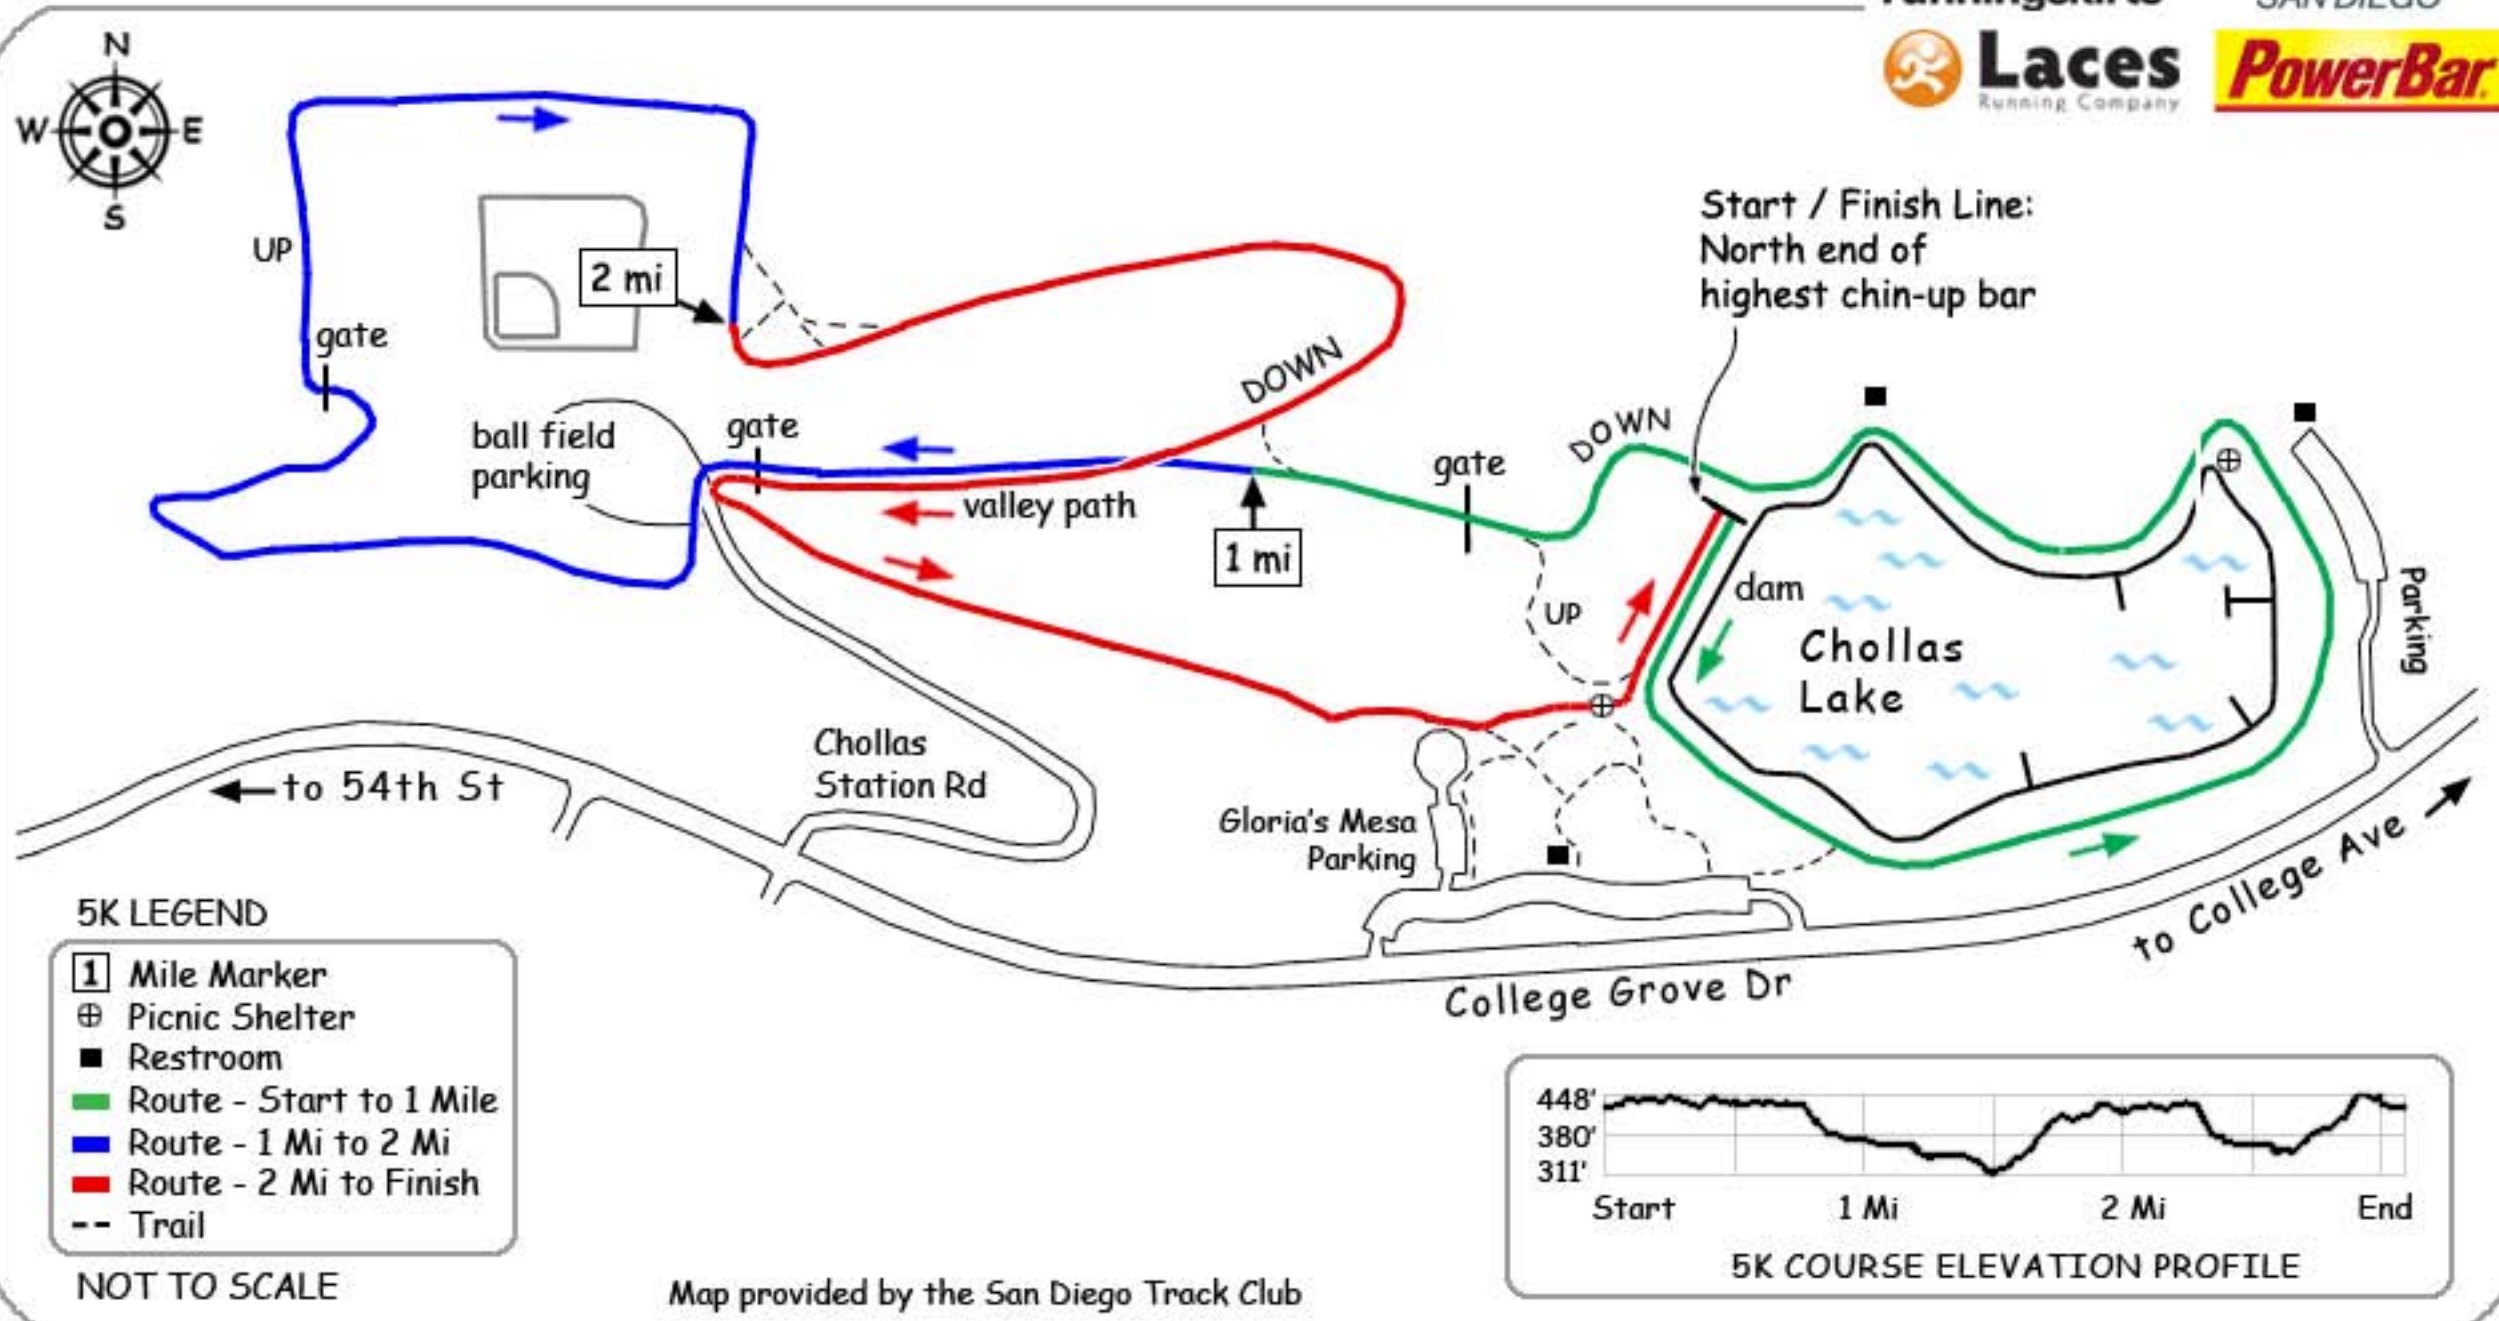 Laces
Running Company
PowerBar
N
W
E
S
Start / Finish Line:
North end of
highest chin-up bar
UP
2 mi
gate
DOWN
ball field
parking
gate
DOWN
gate
valley path
1 mi
UP
dam
Chollas
Lake
Parking
Chollas
Station Rd
to 54th St
Gloria's Mesa
Parking
to College Ave
College Grove Dr
5K LEGEND
1 Mile Marker
Picnic Shelter
Restroom
Route - Start to 1 Mile
Route - 1 Mi to 2 Mi
Route - 2 Mi to Finish
Trail
NOT TO SCALE
Map provided by the San Diego Track Club
448'
380'
311'
Start 1 Mi 2 Mi End
5K COURSE ELEVATION PROFILE